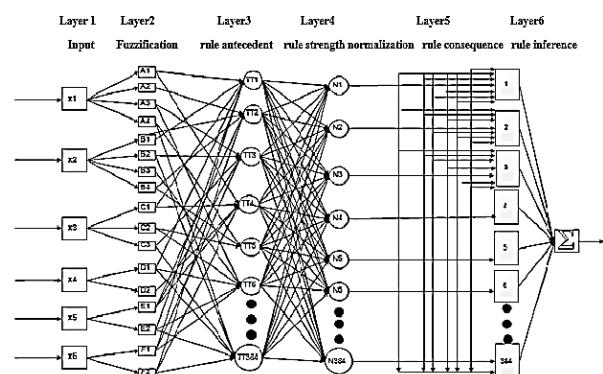 Layer 1 Layer2 Layer3 Layer4 Layer5 Layer6
Input Fuzzification rule antecedent rule strength normalization rule consequence rule inference
x1
x2
x3
x4
x5
x6
A1
A2
A3
A2
B1
B2
B3
B4
C1
C2
C3
D1
D2
E1
E2
F1
F2
TT1
TT2
TT3
TT4
TT5
TT6
TT384
N1
N2
N3
N4
N5
N384
1
2
3
4
5
6
384
Σ